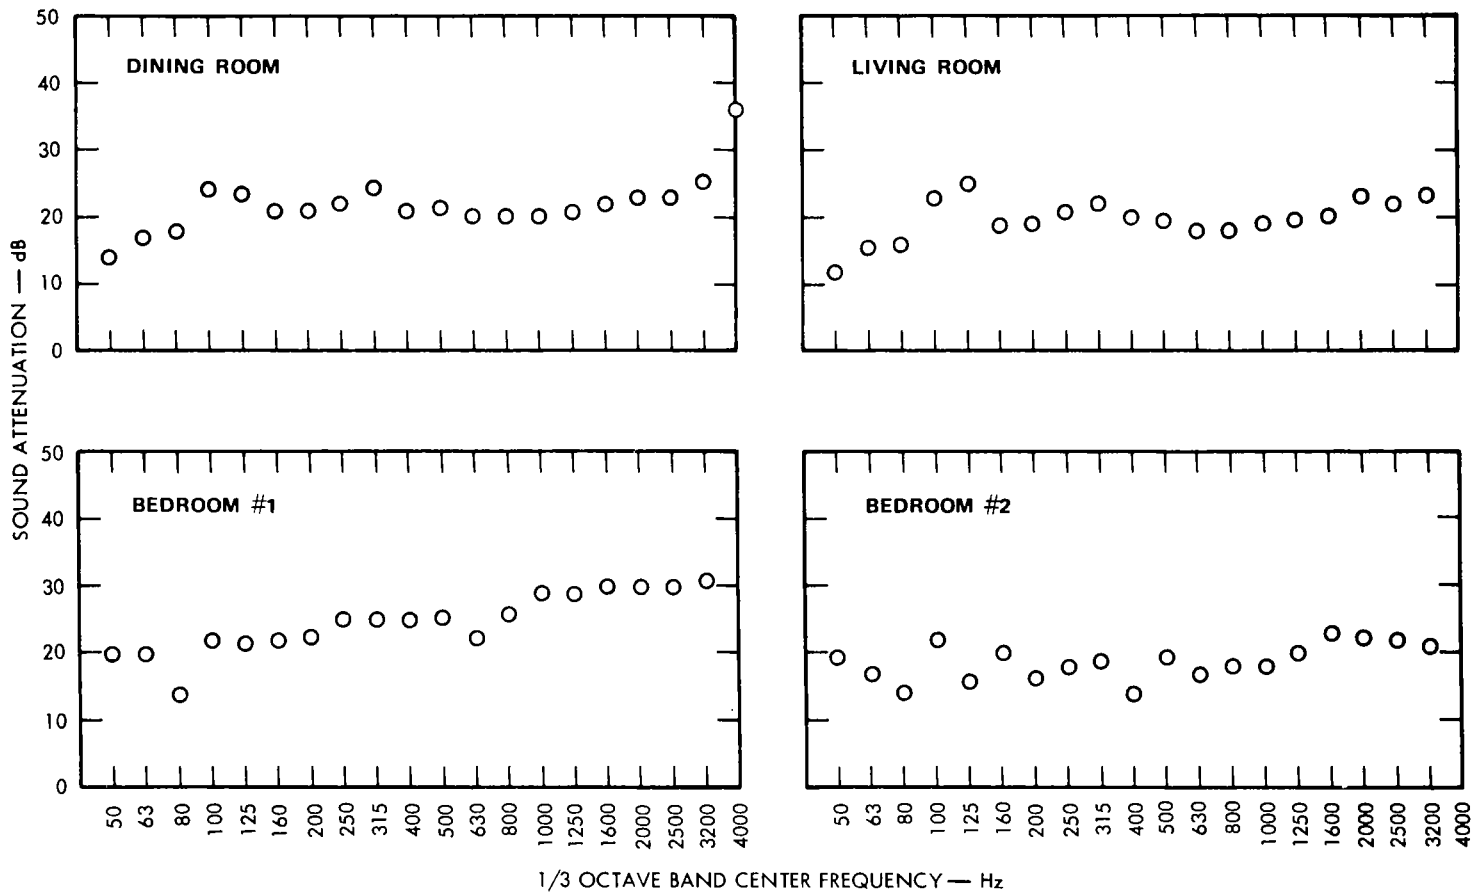 50
40
30
20
10
0
DINING ROOM
LIVING ROOM
SOUND ATTENUATION — dB
50
40
30
20
10
0
BEDROOM #1
BEDROOM #2
50 63 80 100 125 160 200 250 315 400 500 630 800 1000 1250 1600 2000 2500 3200 4000
50 63 80 100 125 160 200 250 315 400 500 630 800 1000 1250 1600 2000 2500 3200 4000
1/3 OCTAVE BAND CENTER FREQUENCY — Hz